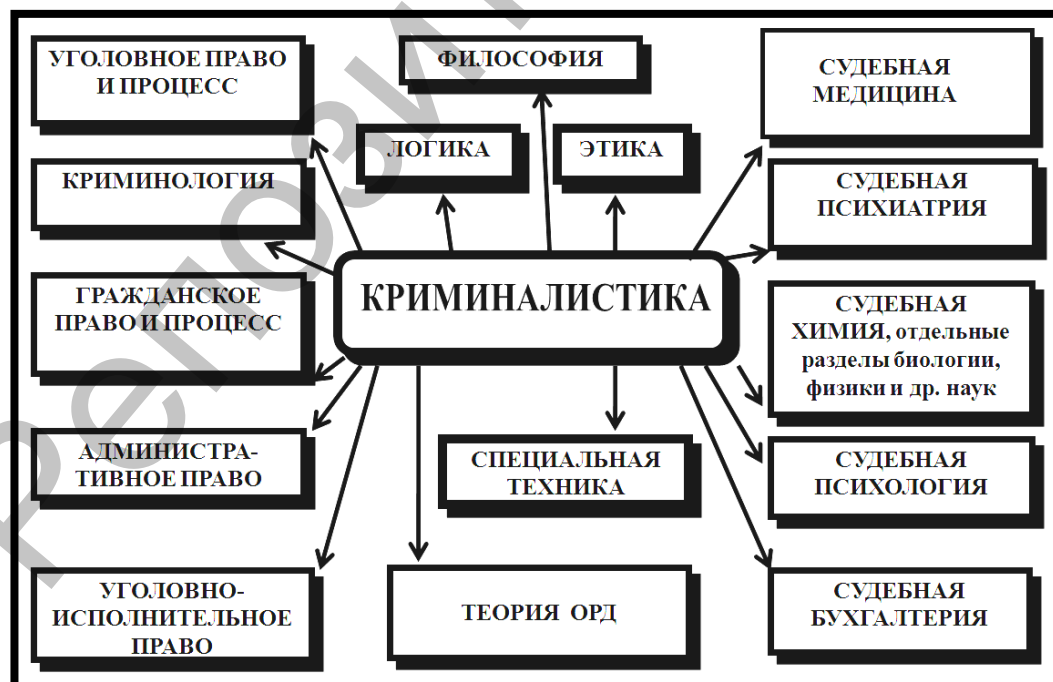 УГОЛОВНОЕ ПРАВО
И ПРОЦЕСС
ФИЛОСОФИЯ
СУДЕБНАЯ
МЕДИЦИНА
ЛОГИКА
ЭТИКА
КРИМИНОЛОГИЯ
СУДЕБНАЯ
ПСИХИАТРИЯ
КРИМИНАЛИСТИКА
ГРАЖДАНСКОЕ
ПРАВО И ПРОЦЕСС
СУДЕБНАЯ
ХИМИЯ, отдельные
разделы биологии,
физики и др. наук
АДМИНИСТРА-
ТИВНОЕ ПРАВО
СПЕЦИАЛЬНАЯ
ТЕХНИКА
СУДЕБНАЯ
ПСИХОЛОГИЯ
УГОЛОВНО-
ИСПОЛНИТЕЛЬНОЕ
ПРАВО
ТЕОРИЯ ОРД
СУДЕБНАЯ
БУХГАЛТЕРИЯ